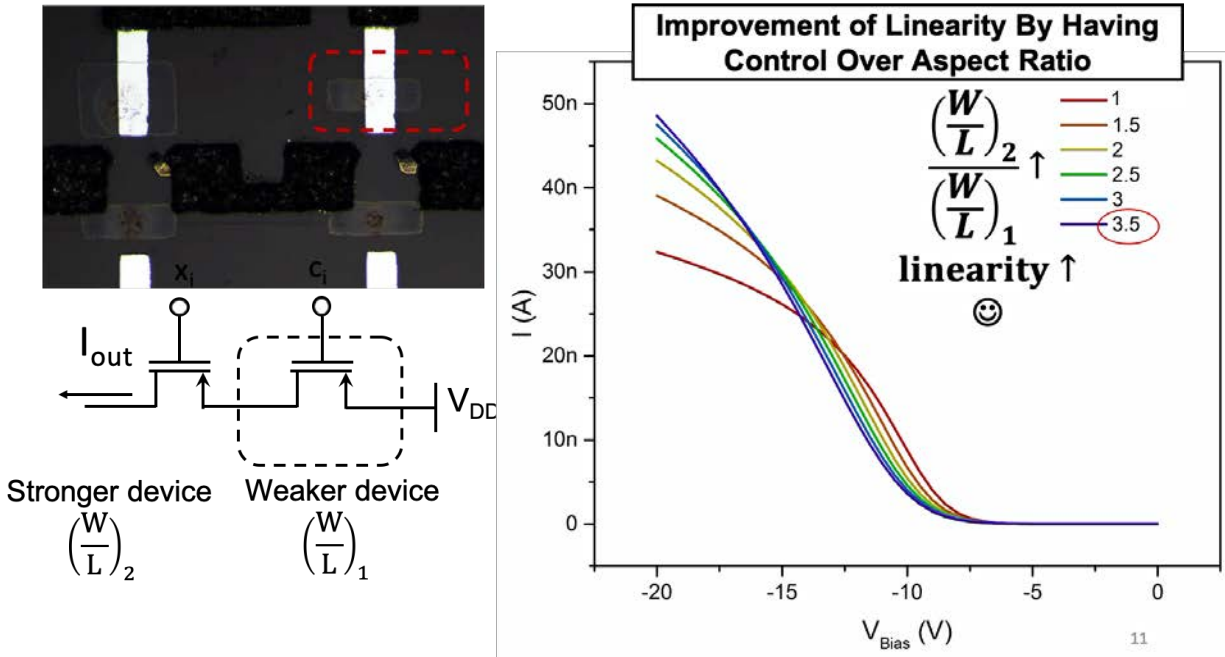 Improvement of Linearity By Having
Control Over Aspect Ratio
x_i
c_i
I_out
V_DD
Stronger device
(W/L)_2
Weaker device
(W/L)_1
50n
40n
30n
20n
10n
0
I (A)
-20
-15
-10
-5
0
V_Bias (V)
(W/L)_2 / (W/L)_1 ↑
linearity ↑
1
1.5
2
2.5
3
3.5
11